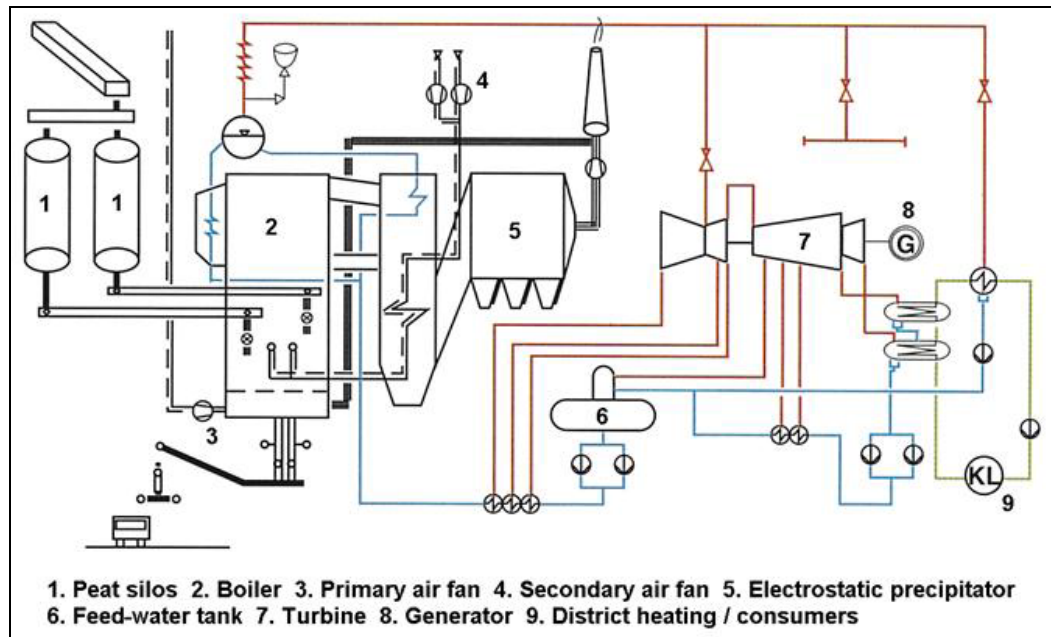 1
1
2
3
4
5
6
7
8
G
KL
9
1. Peat silos 2. Boiler 3. Primary air fan 4. Secondary air fan 5. Electrostatic precipitator
6. Feed-water tank 7. Turbine 8. Generator 9. District heating / consumers